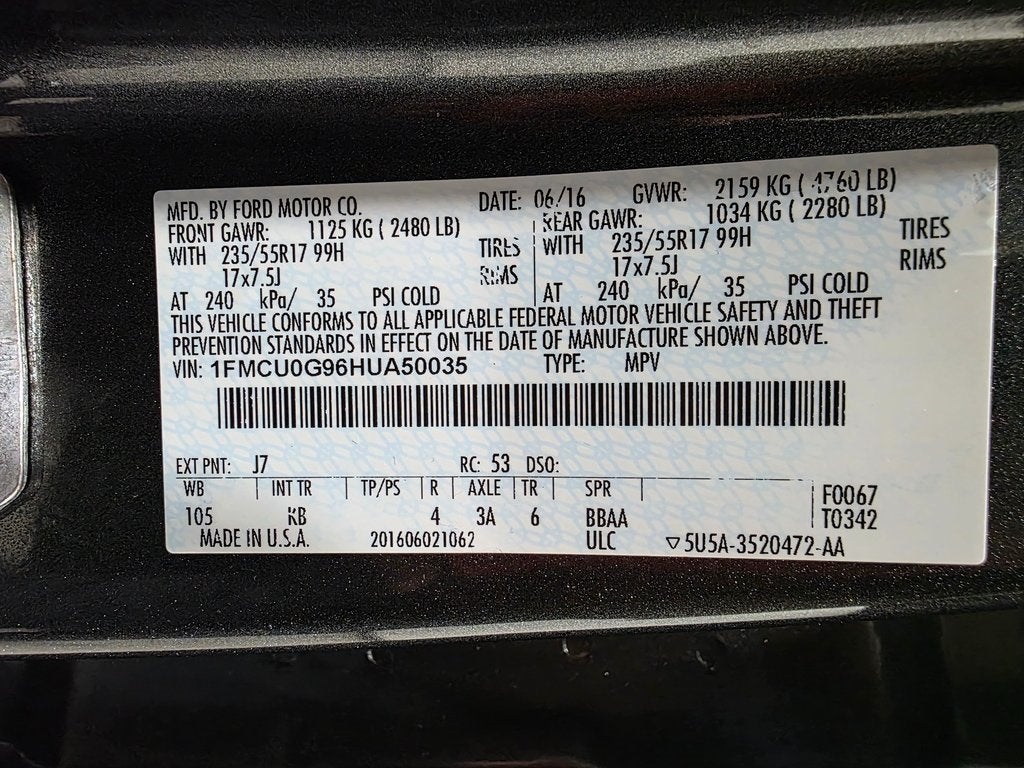 MFD. BY FORD MOTOR CO. DATE: 06/16 GVWR: 2159 KG ( 4760 LB)
FRONT GAWR: 1125 KG ( 2480 LB) REAR GAWR: 1034 KG ( 2280 LB)
WITH 235/55R17 99H TIRES WITH 235/55R17 99H TIRES
17x7.5J RIMS 17x7.5J RIMS
AT 240 kPa/ 35 PSI COLD AT 240 kPa/ 35 PSI COLD
THIS VEHICLE CONFORMS TO ALL APPLICABLE FEDERAL MOTOR VEHICLE SAFETY AND THEFT
PREVENTION STANDARDS IN EFFECT ON THE DATE OF MANUFACTURE SHOWN ABOVE.
VIN: 1FMCU0G96HUA50035 TYPE: MPV
EXT PNT: J7 RC: 53 DSO:
WB INT TR TP/PS R AXLE TR SPR F0067
105 KB 4 3A 6 BBAA T0342
MADE IN U.S.A. 201606021062 ULC ▽5U5A-3520472-AA